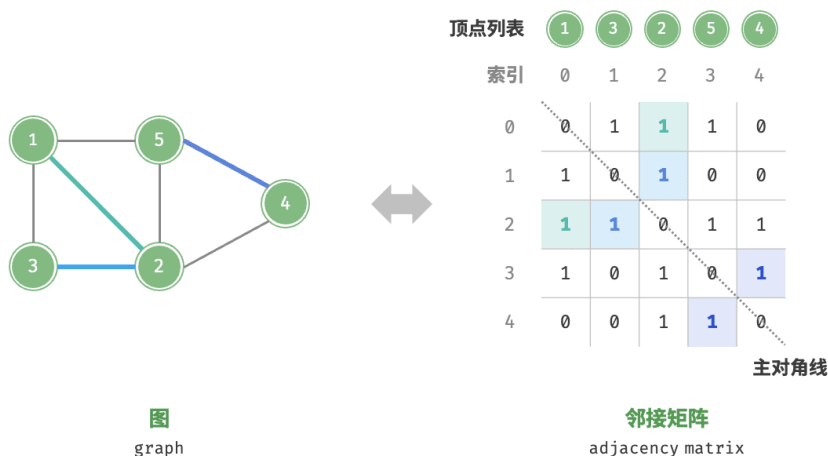 顶点列表 1 3 2 5 4
索引 0 1 2 3 4
0 0 1 1 1 0
1 1 0 1 0 0
2 1 1 0 1 1
3 1 0 1 0 1
4 0 0 1 1 0
主对角线
1 5
4
3 2
图 邻接矩阵
graph adjacency matrix